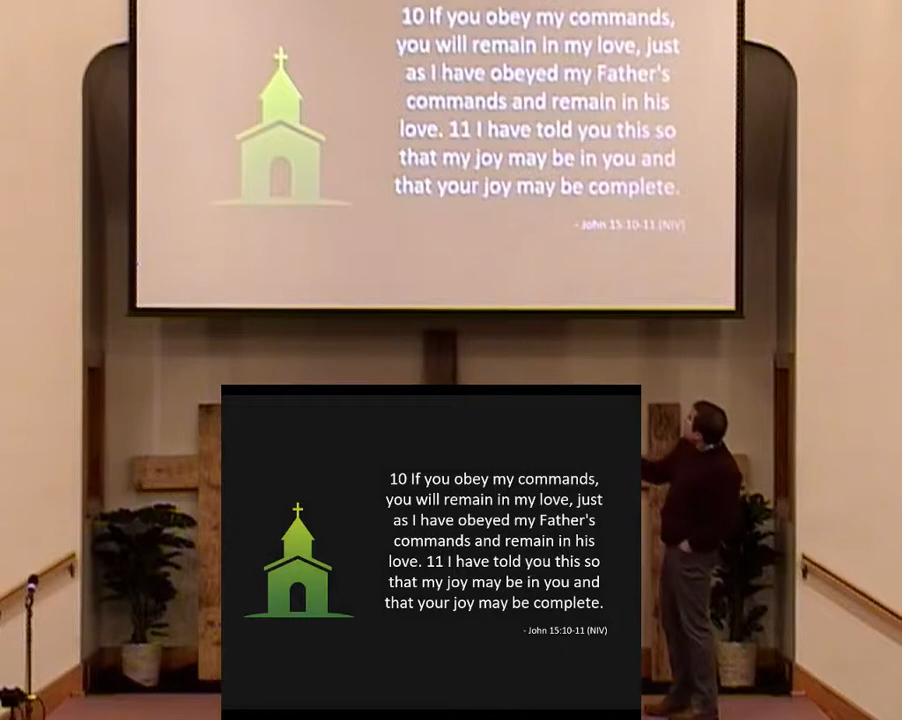 10 If you obey my commands,
you will remain in my love, just
as I have obeyed my Father's
commands and remain in his
love. 11 I have told you this so
that my joy may be in you and
that your joy may be complete.
- John 15:10-11 (NIV)
10 If you obey my commands,
you will remain in my love, just
as I have obeyed my Father's
commands and remain in his
love. 11 I have told you this so
that my joy may be in you and
that your joy may be complete.
- John 15:10-11 (NIV)